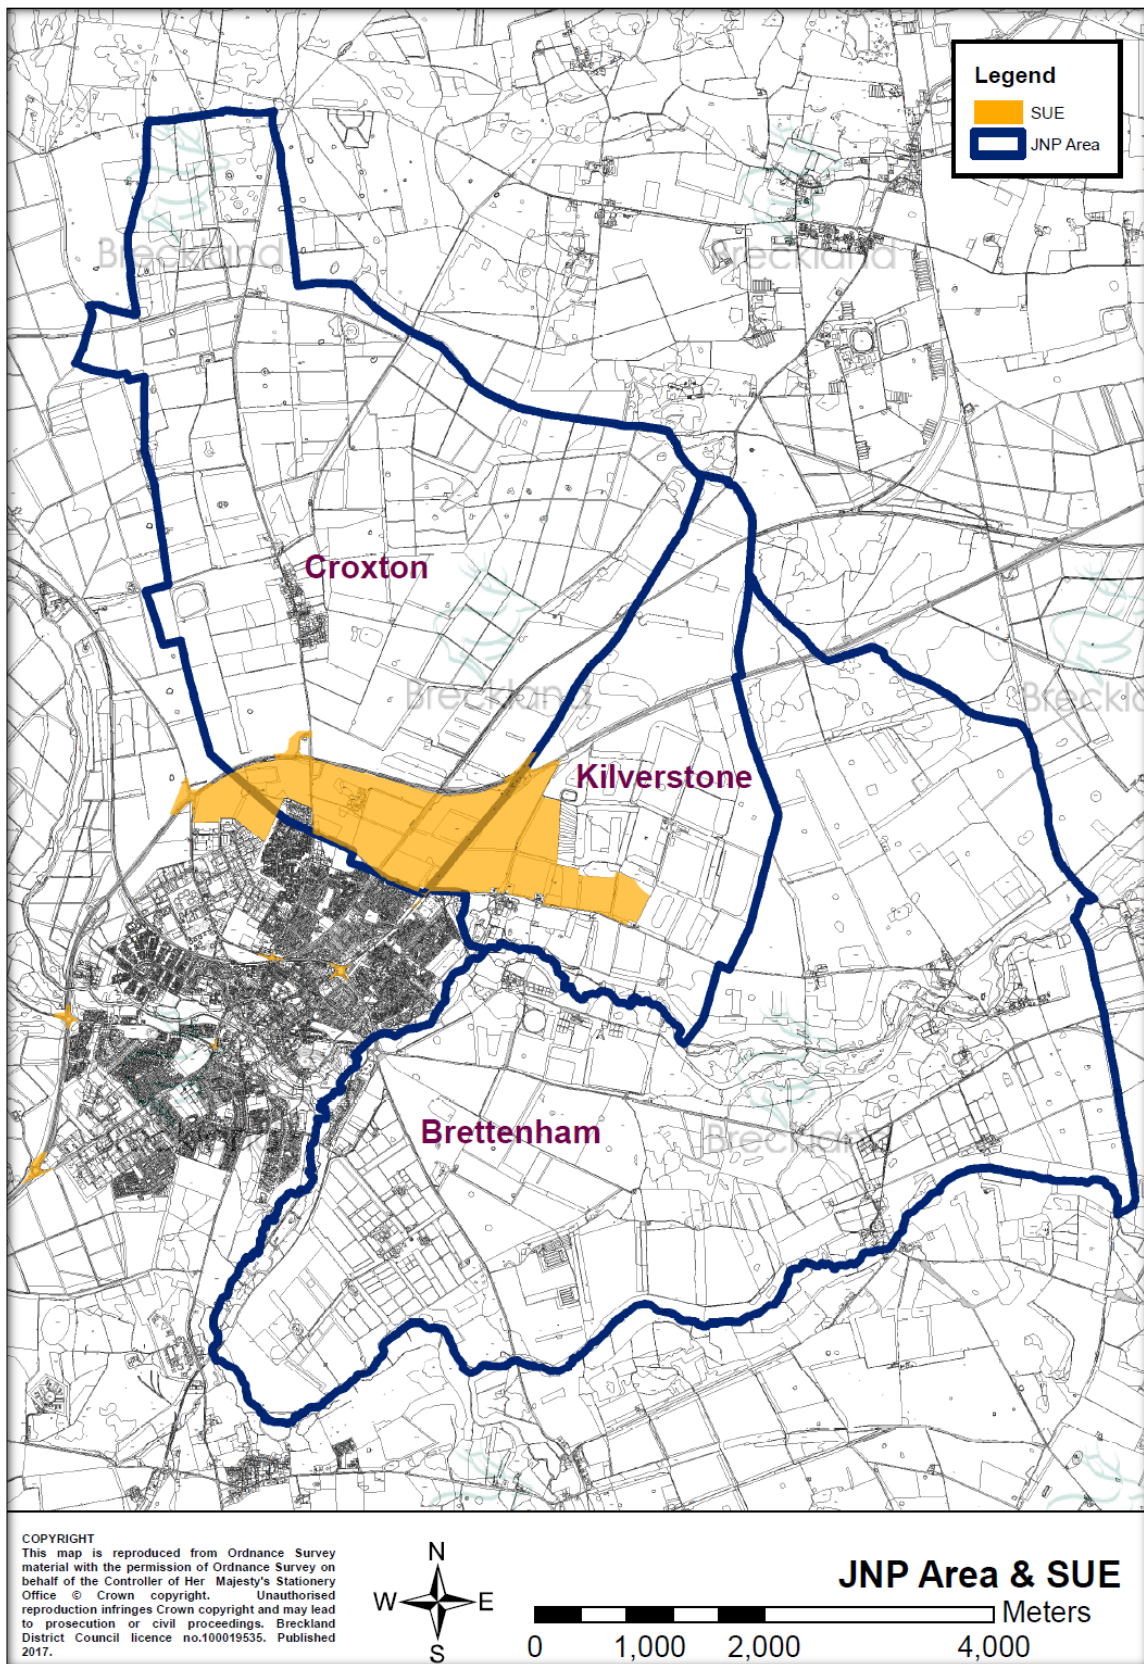 Legend
SUE
JNP Area
Breckland
Breckland
Croxton
Breckland
Breckla
Kilverstone
Brettenham
Breckland
COPYRIGHT
This map is reproduced from Ordnance Survey
material with the permission of Ordnance Survey on
behalf of the Controller of Her Majesty's Stationery
Office © Crown copyright. Unauthorised
reproduction infringes Crown copyright and may lead
to prosecution or civil proceedings. Breckland
District Council licence no.100019535. Published
2017.
N
W E
S
JNP Area & SUE
Meters
0 1,000 2,000 4,000